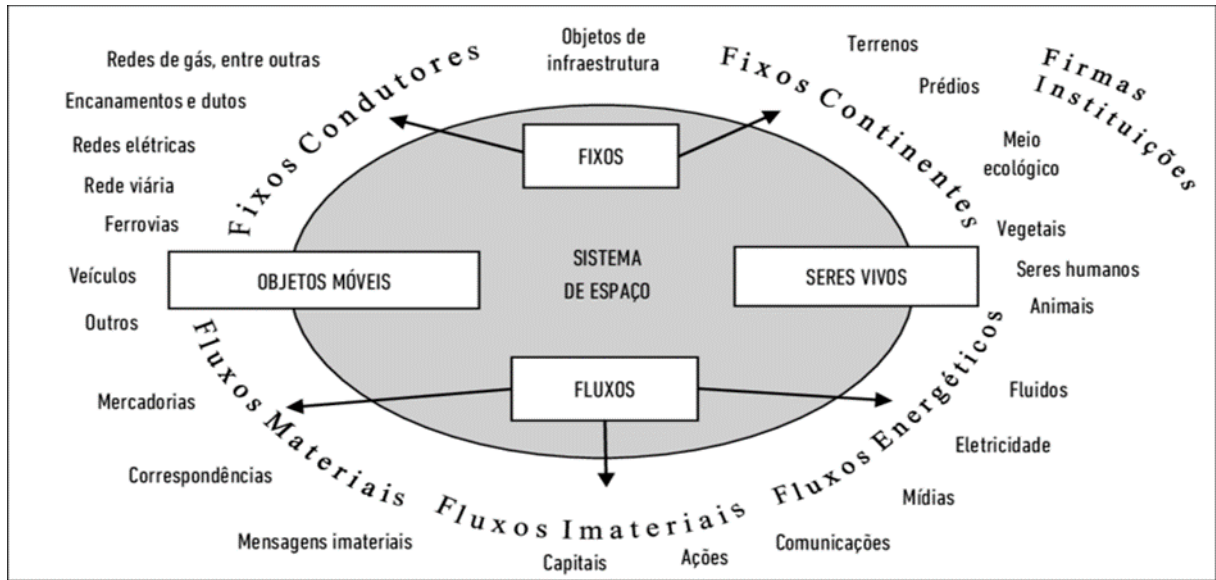 Redes de gás, entre outras
Encanamentos e dutos
Redes elétricas
Rede viária
Ferrovias
Veículos
Outros
Mercadorias
Correspondências
Mensagens imateriais
Fixos Condutores
Objetos de
infraestrutura
Fixos Continentes
Terrenos
Prédios
Firmas
Instituições
Meio
ecológico
Vegetais
Seres humanos
Animais
FIXOS
OBJETOS MÓVEIS
SISTEMA
DE ESPAÇO
SERES VIVOS
FLUXOS
Fluxos Materiais
Fluxos Imateriais
Fluxos Energéticos
Fluidos
Eletricidade
Mídias
Comunicações
Ações
Capitais